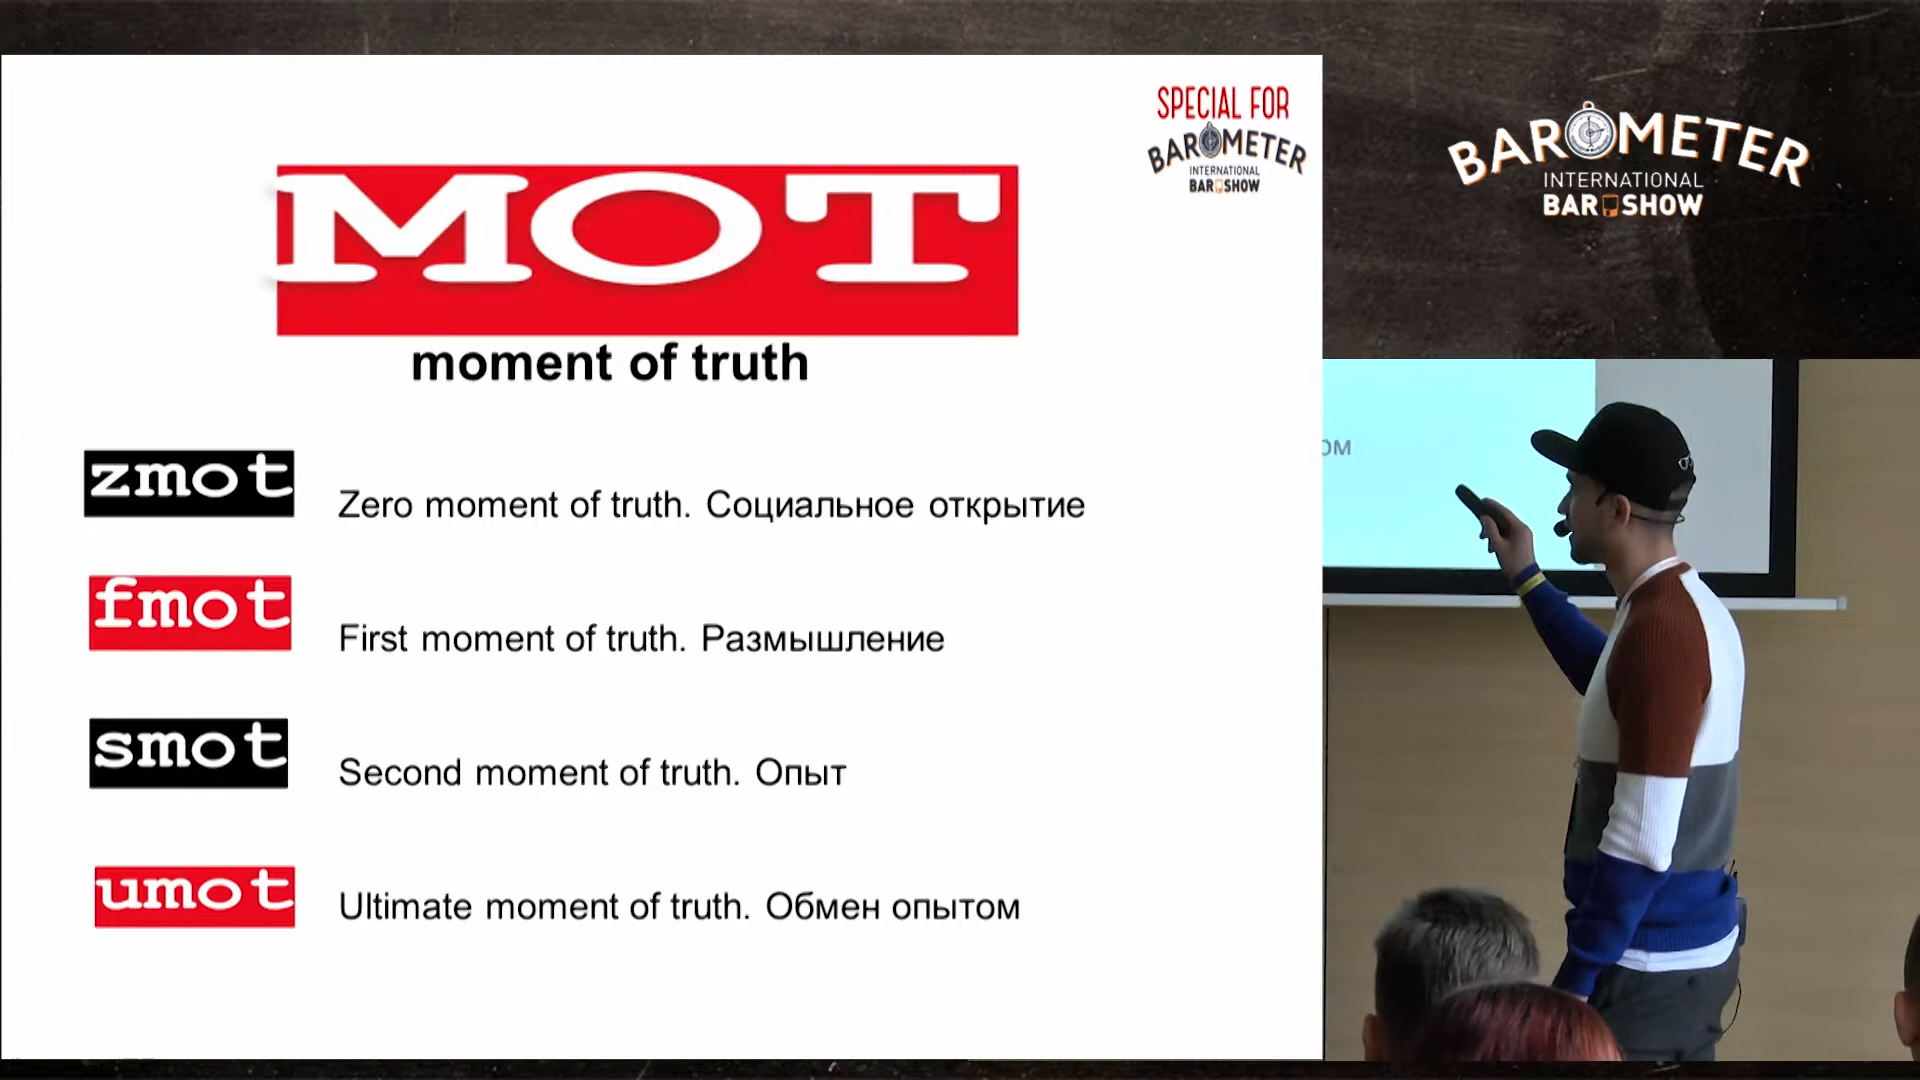 SPECIAL FOR
BAROMETER
INTERNATIONAL
BAR SHOW
MOT
moment of truth
zmot
Zero moment of truth. Социальное открытие
fmot
First moment of truth. Размышление
smot
Second moment of truth. Опыт
umot
Ultimate moment of truth. Обмен опытом
BAROMETER
INTERNATIONAL
BAR SHOW
ом